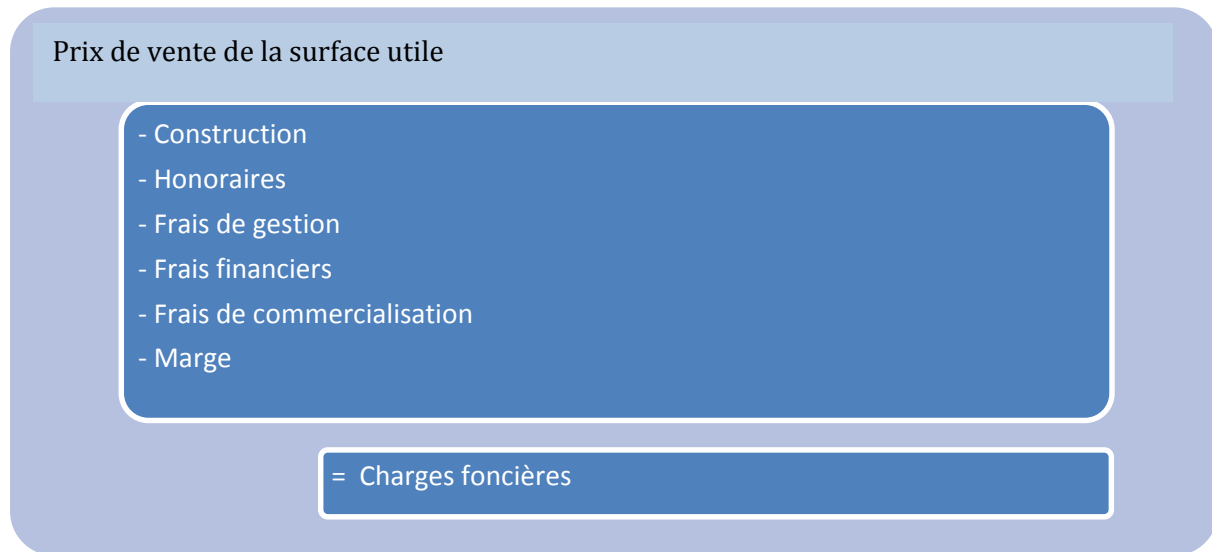 Prix de vente de la surface utile
- Construction
- Honoraires
- Frais de gestion
- Frais financiers
- Frais de commercialisation
- Marge
= Charges foncières